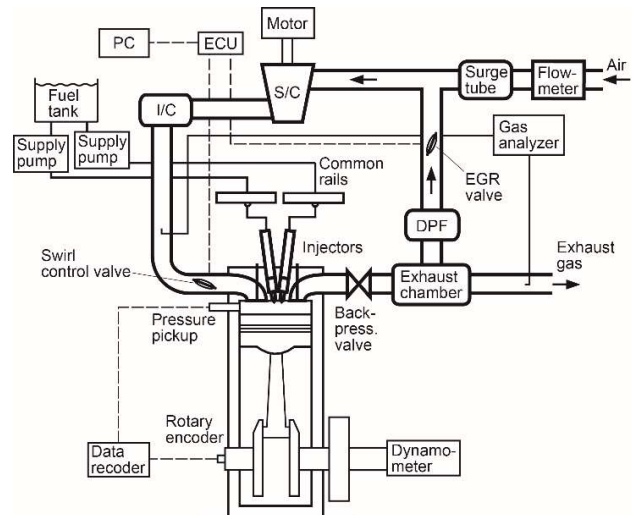 Motor
PC
ECU
Air
Surge
tube
Flow-
meter
S/C
Fuel
tank
I/C
Gas
analyzer
Supply
pump
Supply
pump
Common
rails
EGR
valve
DPF
Injectors
Swirl
control valve
Exhaust
gas
Exhaust
chamber
Back-
press.
valve
Pressure
pickup
Rotary
encoder
Data
recoder
Dynamo-
meter